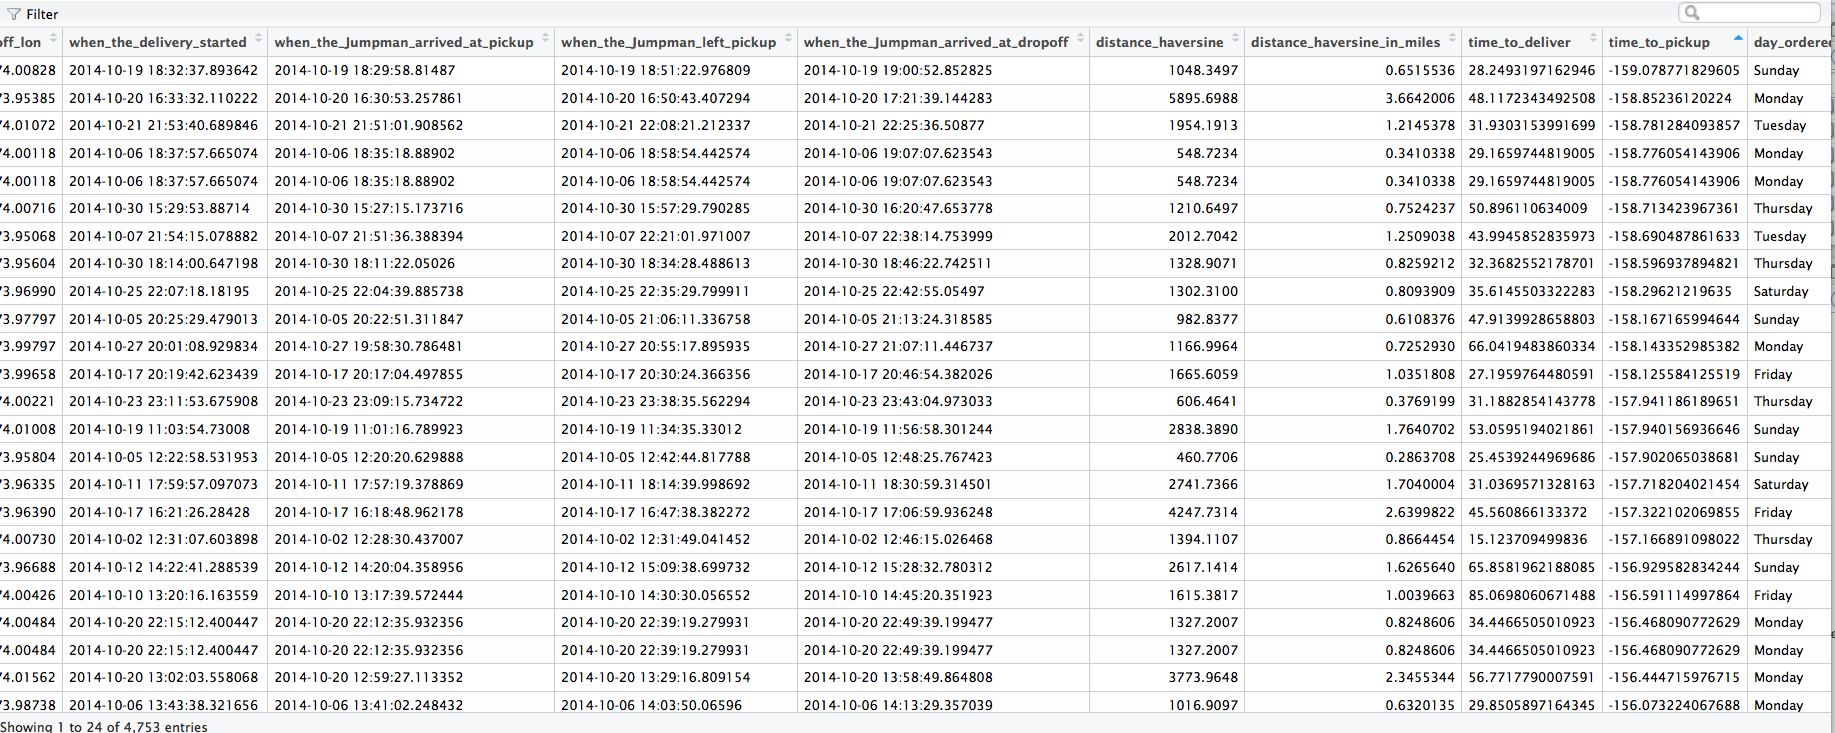 Filter
off_lon when_the_delivery_started when_the_Jumpman_arrived_at_pickup when_the_Jumpman_left_pickup when_the_Jumpman_arrived_at_dropoff distance_haversine distance_haversine_in_miles time_to_deliver time_to_pickup day_ordered
74.00828 2014-10-19 18:32:37.893642 2014-10-19 18:29:58.81487 2014-10-19 18:51:22.976809 2014-10-19 19:00:52.852825 1048.3497 0.6515536 28.2493197162946 -159.078771829605 Sunday
73.95385 2014-10-20 16:33:32.110222 2014-10-20 16:30:53.257861 2014-10-20 16:50:43.407294 2014-10-20 17:21:39.144283 5895.6988 3.6642006 48.1172343492508 -158.85236120224 Monday
74.01072 2014-10-21 21:53:40.689846 2014-10-21 21:51:01.908562 2014-10-21 22:08:21.212337 2014-10-21 22:25:36.50877 1954.1913 1.2145378 31.9303153991699 -158.781284093857 Tuesday
74.00118 2014-10-06 18:37:57.665074 2014-10-06 18:35:18.88902 2014-10-06 18:58:54.442574 2014-10-06 19:07:07.623543 548.7234 0.3410338 29.1659744819005 -158.776054143906 Monday
74.00118 2014-10-06 18:37:57.665074 2014-10-06 18:35:18.88902 2014-10-06 18:58:54.442574 2014-10-06 19:07:07.623543 548.7234 0.3410338 29.1659744819005 -158.776054143906 Monday
74.00716 2014-10-30 15:29:53.88714 2014-10-30 15:27:15.173716 2014-10-30 15:57:29.790285 2014-10-30 16:20:47.653778 1210.6497 0.7524237 50.896110634009 -158.713423967361 Thursday
73.95068 2014-10-07 21:54:15.078882 2014-10-07 21:51:36.388394 2014-10-07 22:21:01.971007 2014-10-07 22:38:14.753999 2012.7042 1.2509038 43.9945852835973 -158.690487861633 Tuesday
73.95604 2014-10-30 18:14:00.647198 2014-10-30 18:11:22.05026 2014-10-30 18:34:28.488613 2014-10-30 18:46:22.742511 1328.9071 0.8259212 32.3682552178701 -158.596937894821 Thursday
73.96990 2014-10-25 22:07:18.18195 2014-10-25 22:04:39.885738 2014-10-25 22:35:29.799911 2014-10-25 22:42:55.05497 1302.3100 0.8093909 35.6145503322283 -158.29621219635 Saturday
73.97797 2014-10-05 20:25:29.479013 2014-10-05 20:22:51.311847 2014-10-05 21:06:11.336758 2014-10-05 21:13:24.318585 982.8377 0.6108376 47.9139928658803 -158.167165994644 Sunday
73.99797 2014-10-27 20:01:08.929834 2014-10-27 19:58:30.786481 2014-10-27 20:55:17.895935 2014-10-27 21:07:11.446737 1166.9964 0.7252930 66.0419483860334 -158.143352985382 Monday
73.99658 2014-10-17 20:19:42.623439 2014-10-17 20:17:04.497855 2014-10-17 20:30:24.366356 2014-10-17 20:46:54.382026 1665.6059 1.0351808 27.1959764480591 -158.125584125519 Friday
74.00221 2014-10-23 23:11:53.675908 2014-10-23 23:09:15.734722 2014-10-23 23:38:35.562294 2014-10-23 23:43:04.973033 606.4641 0.3769199 31.1882854143778 -157.941186189651 Thursday
74.01008 2014-10-19 11:03:54.73008 2014-10-19 11:01:16.789923 2014-10-19 11:34:35.33012 2014-10-19 11:56:58.301244 2838.3890 1.7640702 53.0595194021861 -157.940156936646 Sunday
73.95804 2014-10-05 12:22:58.531953 2014-10-05 12:20:20.629888 2014-10-05 12:42:44.817788 2014-10-05 12:48:25.767423 460.7706 0.2863708 25.4539244969686 -157.902065038681 Sunday
73.96335 2014-10-11 17:59:57.097073 2014-10-11 17:57:19.378869 2014-10-11 18:14:39.998692 2014-10-11 18:30:59.314501 2741.7366 1.7040004 31.0369571328163 -157.718204021454 Saturday
73.96390 2014-10-17 16:21:26.28428 2014-10-17 16:18:48.962178 2014-10-17 16:47:38.382272 2014-10-17 17:06:59.936248 4247.7314 2.6399822 45.560866133372 -157.322102069855 Friday
74.00730 2014-10-02 12:31:07.603898 2014-10-02 12:28:30.437007 2014-10-02 12:31:49.041452 2014-10-02 12:46:15.026468 1394.1107 0.8664454 15.123709499836 -157.166891098022 Thursday
73.96688 2014-10-12 14:22:41.288539 2014-10-12 14:20:04.358956 2014-10-12 15:09:38.699732 2014-10-12 15:28:32.780312 2617.1414 1.6265640 65.8581962188085 -156.929582834244 Sunday
74.00426 2014-10-10 13:20:16.163559 2014-10-10 13:17:39.572444 2014-10-10 14:30:30.056552 2014-10-10 14:45:20.351923 1615.3817 1.0039663 85.0698060671488 -156.591114997864 Friday
74.00484 2014-10-20 22:15:12.400447 2014-10-20 22:12:35.932356 2014-10-20 22:39:19.279931 2014-10-20 22:49:39.199477 1327.2007 0.8248606 34.4466505010923 -156.468090772629 Monday
74.00484 2014-10-20 22:15:12.400447 2014-10-20 22:12:35.932356 2014-10-20 22:39:19.279931 2014-10-20 22:49:39.199477 1327.2007 0.8248606 34.4466505010923 -156.468090772629 Monday
74.01562 2014-10-20 13:02:03.558068 2014-10-20 12:59:27.113352 2014-10-20 13:29:16.809154 2014-10-20 13:58:49.864808 3773.9648 2.3455344 56.7717790007591 -156.444715976715 Monday
73.98738 2014-10-06 13:43:38.321656 2014-10-06 13:41:02.248432 2014-10-06 14:03:50.06596 2014-10-06 14:13:29.357039 1016.9097 0.6320135 29.8505897164345 -156.073224067688 Monday
Showing 1 to 24 of 4,753 entries